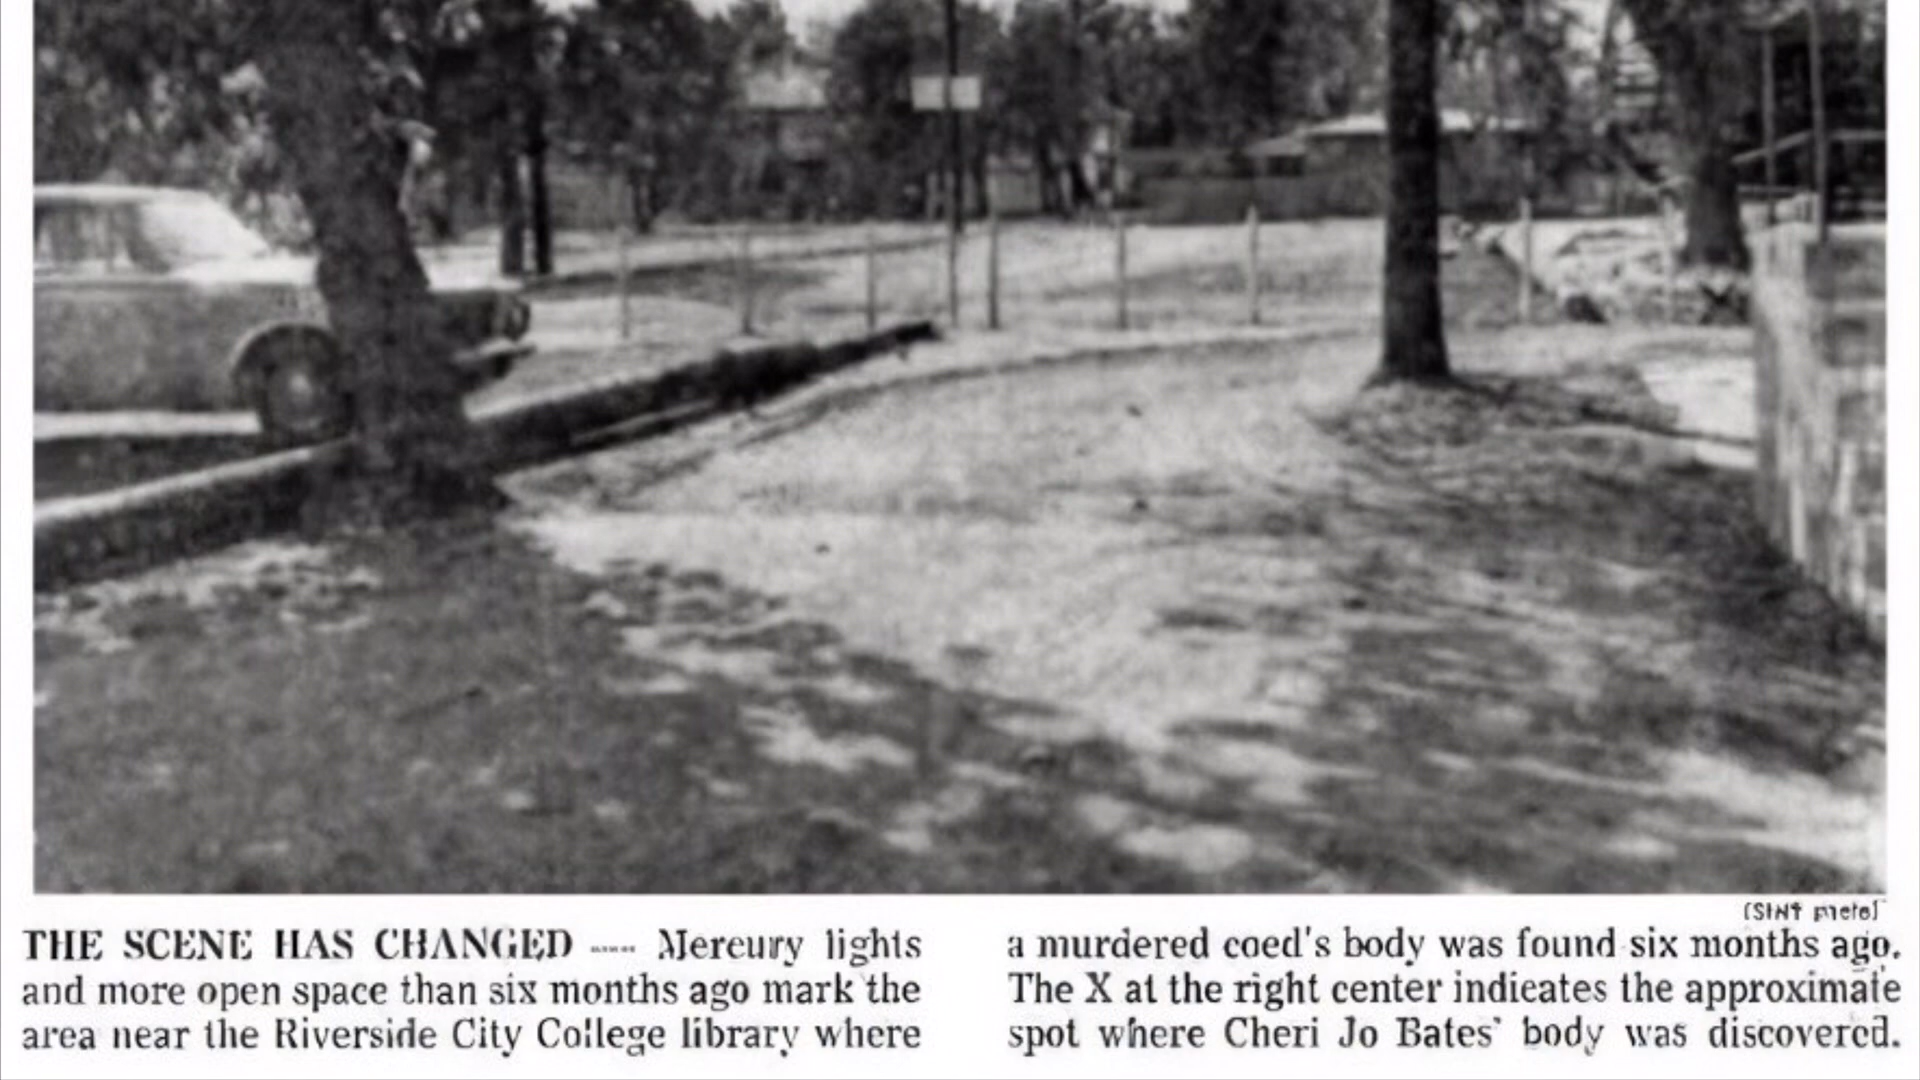 (SINT photo)
THE SCENE HAS CHANGED — Mercury lights
and more open space than six months ago mark the
area near the Riverside City College library where
a murdered coed's body was found six months ago.
The X at the right center indicates the approximate
spot where Cheri Jo Bates' body was discovered.